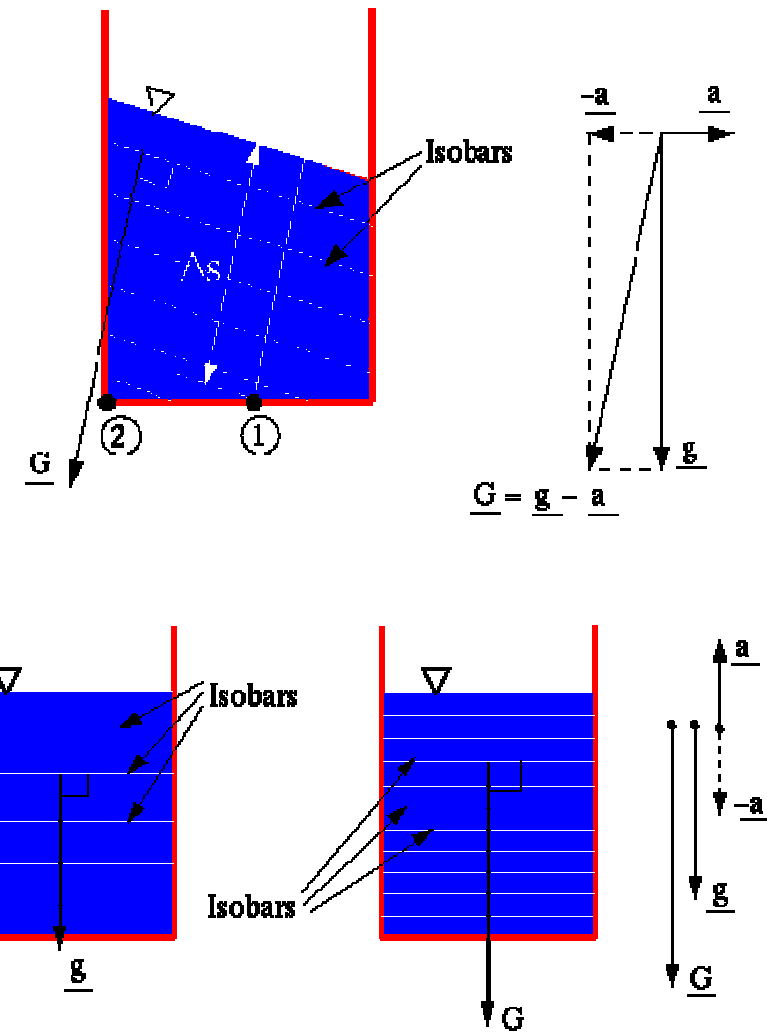 -a a
Isobars
Δs
② ①
G
g
G = g - a
a
Isobars
-a
g
Isobars
g
G
G